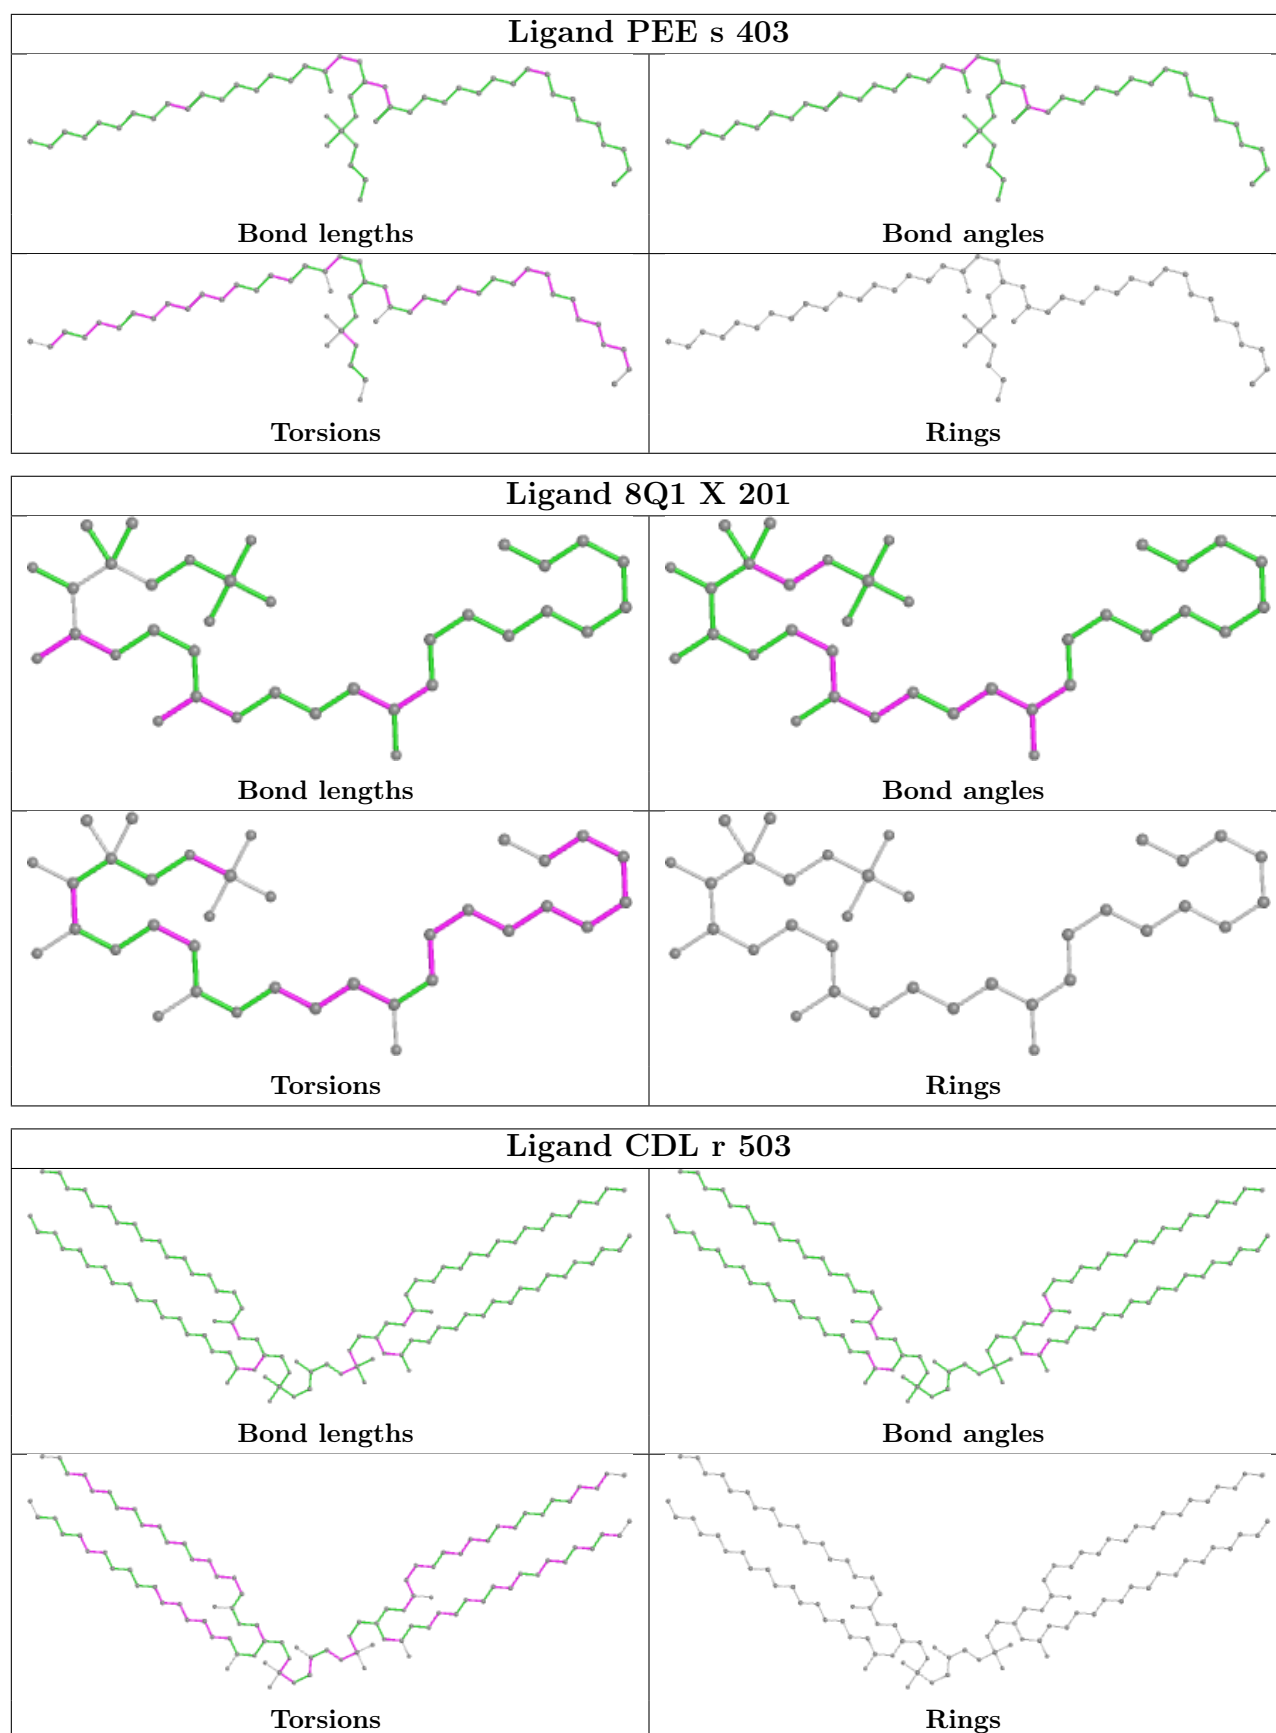 Ligand PEE s 403
Bond lengths
Bond angles
Torsions
Rings
Ligand 8Q1 X 201
Bond lengths
Bond angles
Torsions
Rings
Ligand CDL r 503
Bond lengths
Bond angles
Torsions
Rings